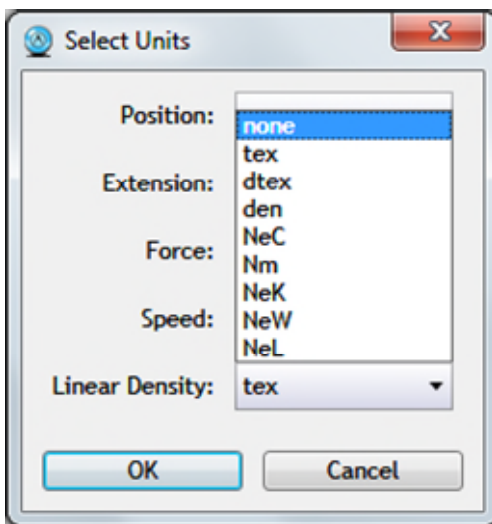 Select Units
Position:
none
tex
Extension:
dtex
den
NeC
Force:
Nm
NeK
Speed:
NeW
NeL
Linear Density: tex
OK Cancel